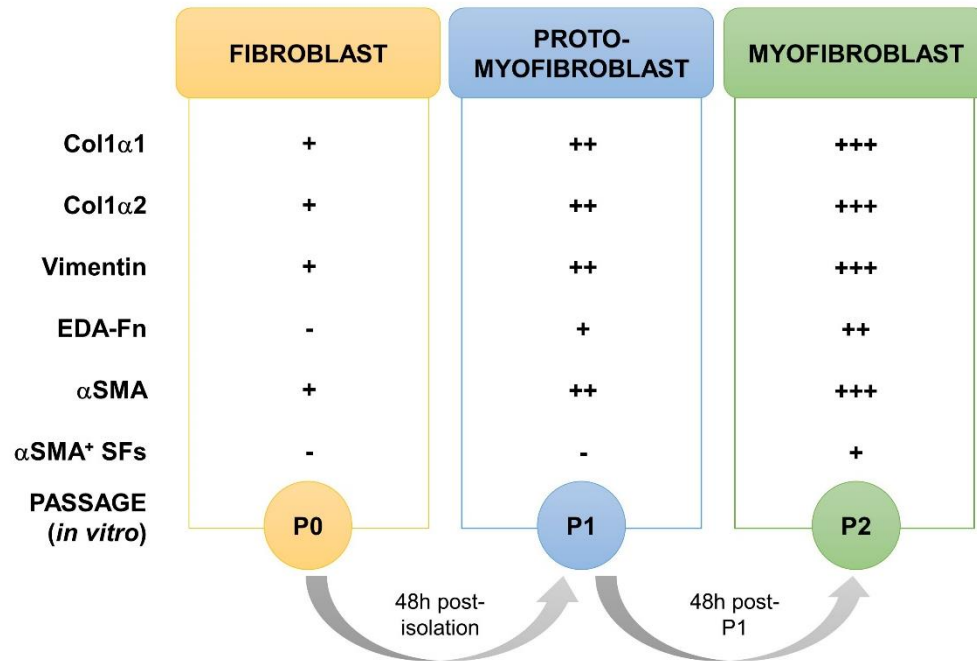 FIBROBLAST
PROTO-
MYOFIBROBLAST
MYOFIBROBLAST
Col1α1 + ++ +++
Col1α2 + ++ +++
Vimentin + ++ +++
EDA-Fn - + ++
αSMA + ++ +++
αSMA⁺ SFs - - +
PASSAGE
(in vitro)
P0 P1 P2
48h post-
isolation
48h post-
P1